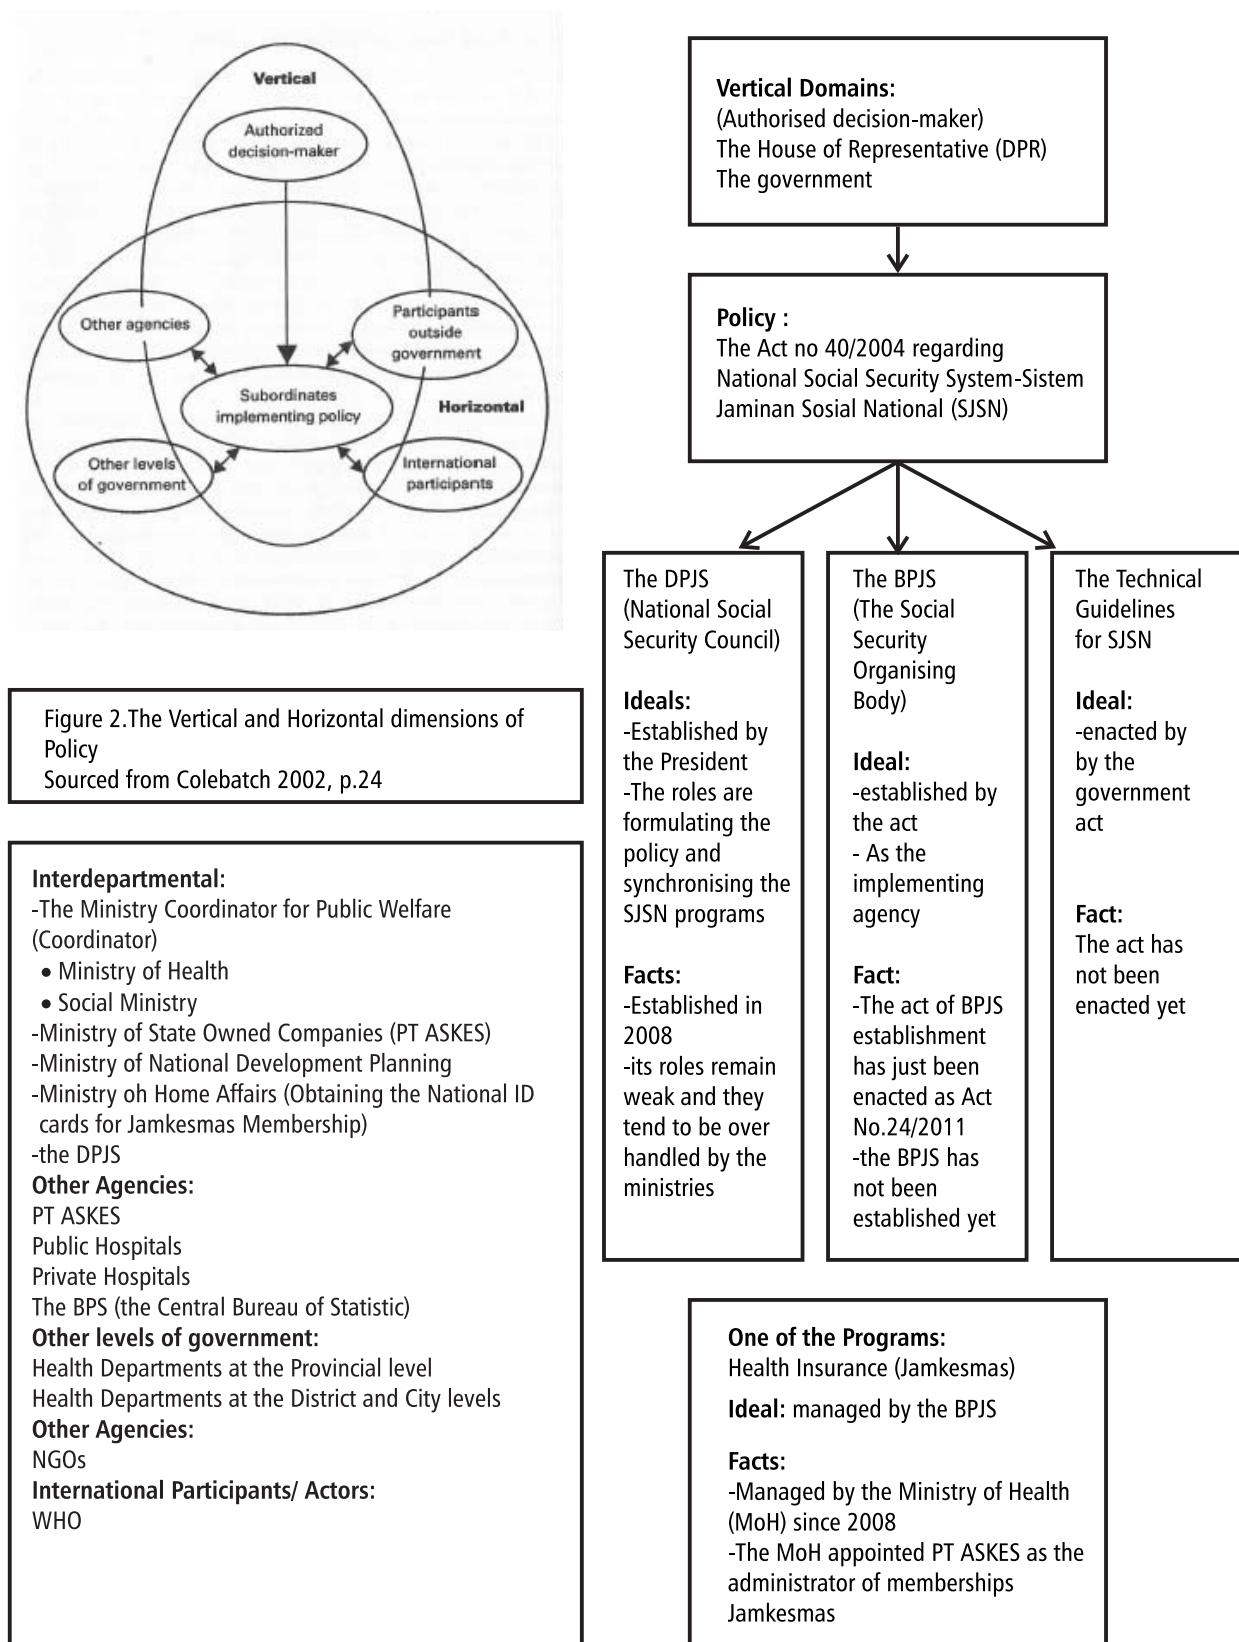 Vertical
Authorized
decision-maker
Other agencies
Participants
outside
government
Subordinates
implementing policy
Horizontal
Other levels
of government
International
participants
Figure 2.The Vertical and Horizontal dimensions of
Policy
Sourced from Colebatch 2002, p.24
Interdepartmental:
-The Ministry Coordinator for Public Welfare
(Coordinator)
• Ministry of Health
• Social Ministry
-Ministry of State Owned Companies (PT ASKES)
-Ministry of National Development Planning
-Ministry oh Home Affairs (Obtaining the National ID
cards for Jamkesmas Membership)
-the DPJS
Other Agencies:
PT ASKES
Public Hospitals
Private Hospitals
The BPS (the Central Bureau of Statistic)
Other levels of government:
Health Departments at the Provincial level
Health Departments at the District and City levels
Other Agencies:
NGOs
International Participants/ Actors:
WHO
Vertical Domains:
(Authorised decision-maker)
The House of Representative (DPR)
The government
Policy :
The Act no 40/2004 regarding
National Social Security System-Sistem
Jaminan Sosial National (SJSN)
The DPJS
(National Social
Security Council)
Ideals:
-Established by
the President
-The roles are
formulating the
policy and
synchronising the
SJSN programs
Facts:
-Established in
2008
-its roles remain
weak and they
tend to be over
handled by the
ministries
The BPJS
(The Social
Security
Organising
Body)
Ideal:
-established by
the act
- As the
implementing
agency
Fact:
-The act of BPJS
establishment
has just been
enacted as Act
No.24/2011
-the BPJS has
not been
established yet
The Technical
Guidelines
for SJSN
Ideal:
-enacted by
by the
government
act
Fact:
The act has
not been
enacted yet
One of the Programs:
Health Insurance (Jamkesmas)
Ideal: managed by the BPJS
Facts:
-Managed by the Ministry of Health
(MoH) since 2008
-The MoH appointed PT ASKES as the
administrator of memberships
Jamkesmas